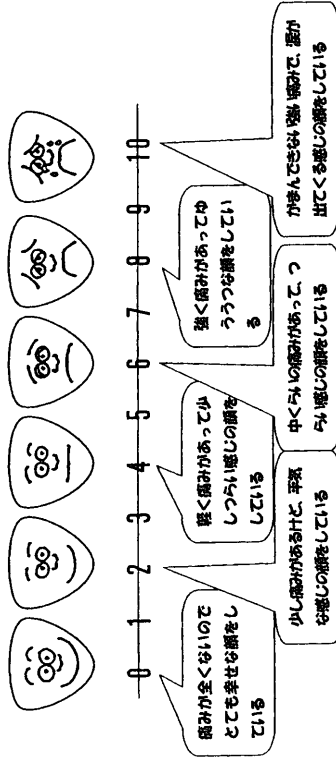 0 1 2 3 4 5 6 7 8 9 10
痛みが全くないので
とても幸せな顔をし
ている
少し痛みがあるけど、平気
な感じの顔をしている
軽く痛みがあって少
しつらい感じの顔を
している
中くらいの痛みがあって、つ
らい感じの顔をしている
強く痛みがあってゆ
ううつな顔をしてい
る
がまんできない強い痛みで、涙が
出てくる感じの顔をしている